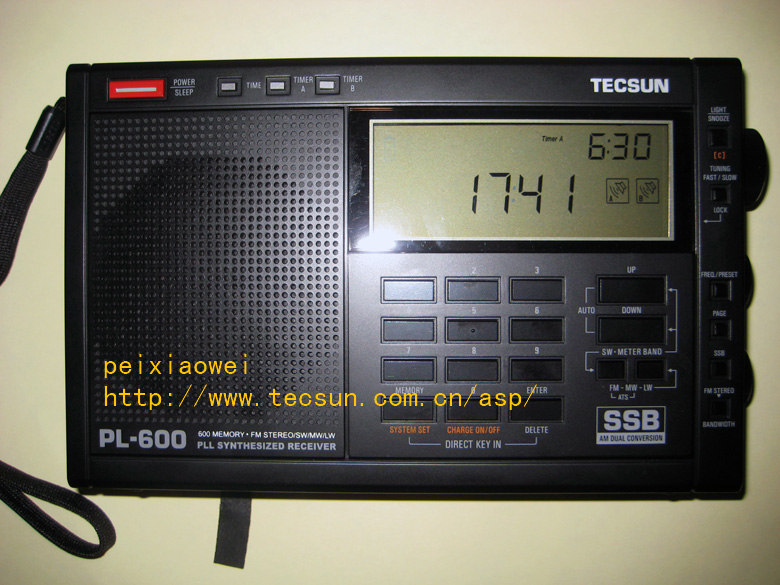 POWER
SLEEP
TIME
TIMER
A
TIMER
B
TECSUN
LIGHT
SNOOZE
[C]
TUNING
FAST / SLOW
LOCK
Timer A
6:30
1741
A
B
2
3
5
6
7
8
9
MEMORY
0
ENTER
SYSTEM SET
CHARGE ON/OFF
DELETE
DIRECT KEY IN
UP
AUTO
DOWN
SW - METER BAND
FM - MW - LW
ATS
FREQ./PRESET
PAGE
SSB
FM STEREO
BANDWIDTH
peixiaowei
http://www.tecsun.com.cn/asp/
PL-600
600 MEMORY • FM STEREO/SW/MW/LW
PLL SYNTHESIZED RECEIVER
SSB
AM DUAL CONVERSION